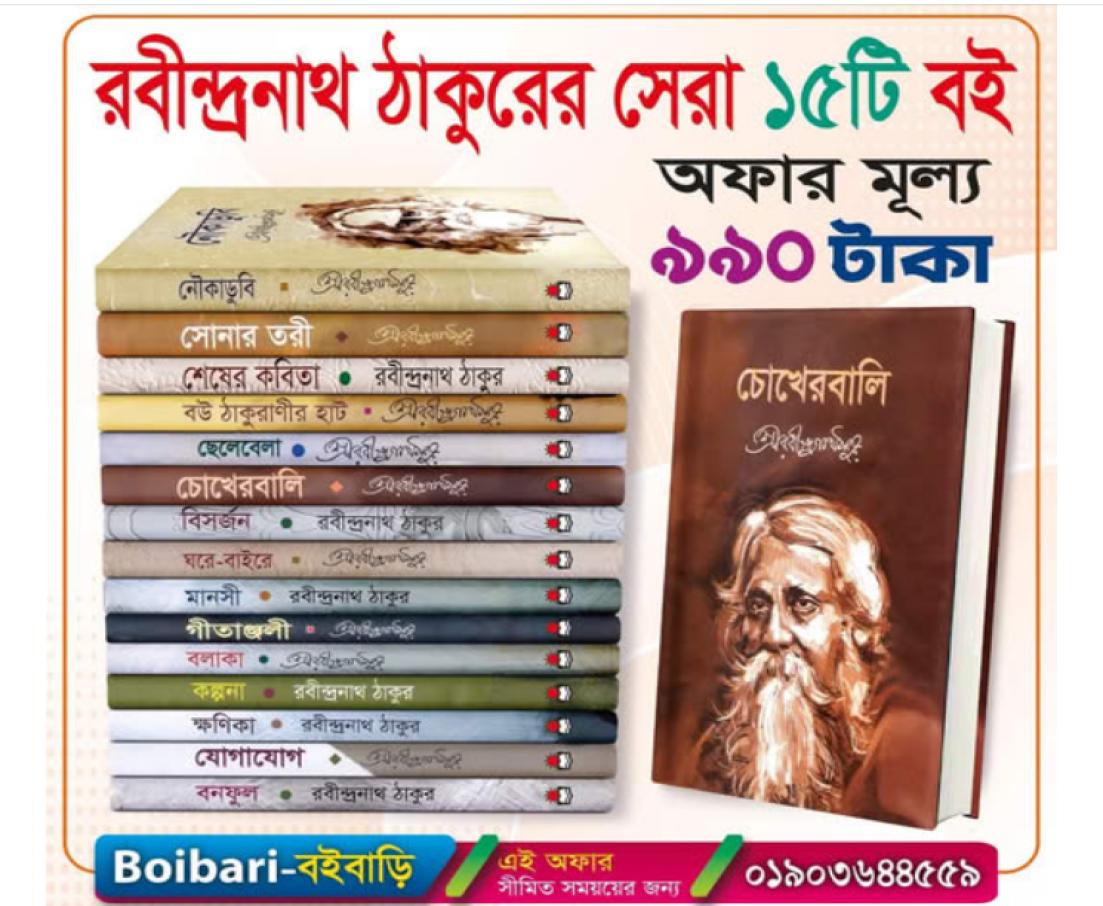 রবীন্দ্রনাথ ঠাকুরের সেরা ১৫টি বই
অফার মূল্য
৯৯০ টাকা
নৌকাডুবি
সোনার তরী
শেষের কবিতা • রবীন্দ্রনাথ ঠাকুর
বউ ঠাকুরাণীর হাট
ছেলেবেলা
চোখেরবালি
বিসর্জন • রবীন্দ্রনাথ ঠাকুর
ঘরে-বাইরে
মানসী • রবীন্দ্রনাথ ঠাকুর
গীতাঞ্জলী
বলাকা
কল্পনা • রবীন্দ্রনাথ ঠাকুর
ক্ষণিকা • রবীন্দ্রনাথ ঠাকুর
যোগাযোগ
বনফুল • রবীন্দ্রনাথ ঠাকুর
চোখেরবালি
Boibari-বইবাড়ি
এই অফার
সীমিত সময়য়ের জন্য
০১৯০৩৬৪৪৫৫৯